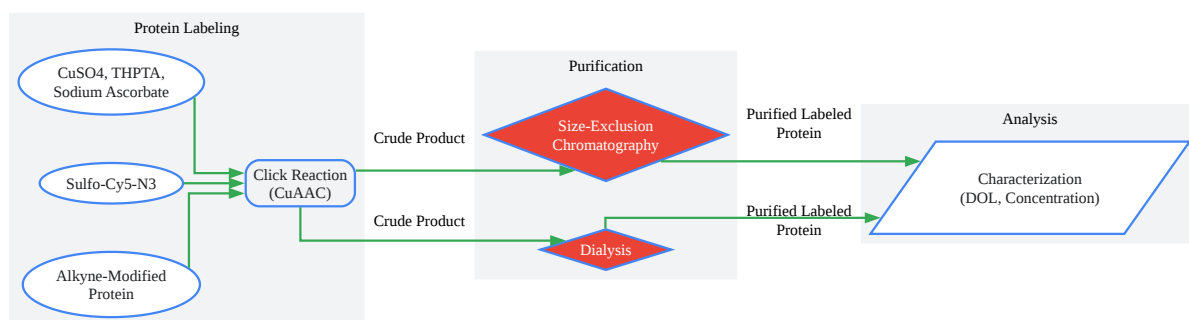 Protein Labeling
CuSO4, THPTA,
Sodium Ascorbate
Sulfo-Cy5-N3
Alkyne-Modified
Protein
Click Reaction
(CuAAC)
Crude Product
Crude Product
Purification
Size-Exclusion
Chromatography
Dialysis
Purified Labeled
Protein
Purified Labeled
Protein
Analysis
Characterization
(DOL, Concentration)